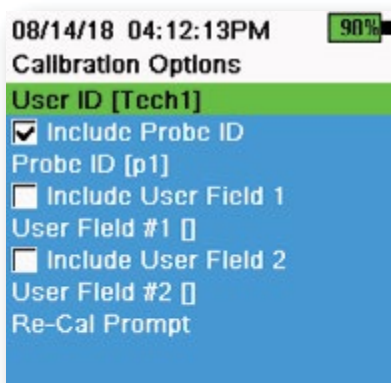 08/14/18 04:12:13PM 90%
Calibration Options
User ID [Tech1]
Include Probe ID
Probe ID [p1]
Include User Field 1
User Field #1 []
Include User Field 2
User Field #2 []
Re-Cal Prompt